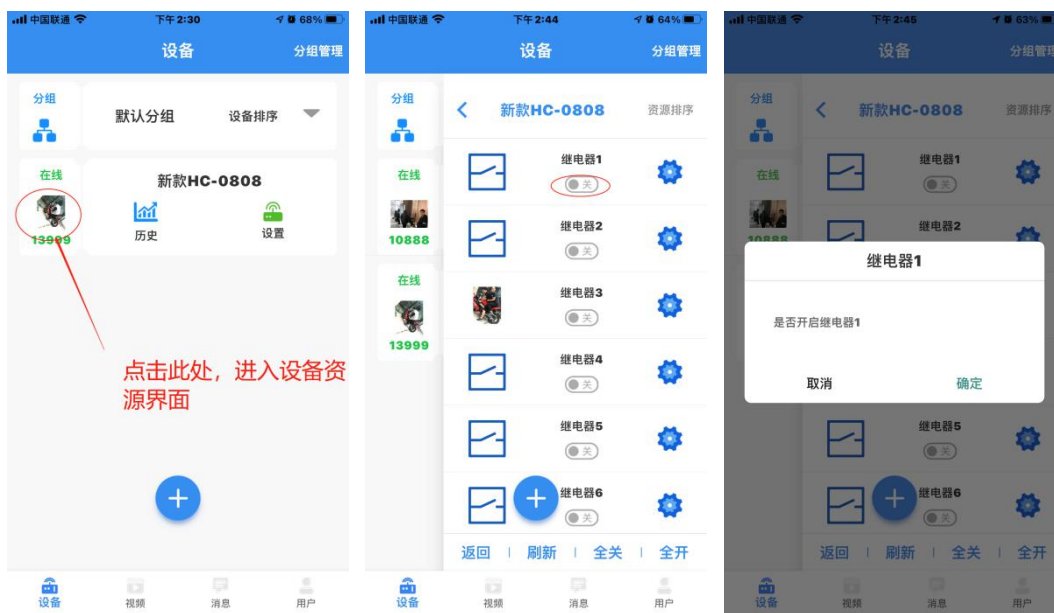 中国联通
下午2:30
68%
设备
分组管理
分组
默认分组
设备排序
在线
13999
新款HC-0808
历史
设置
点击此处，进入设备资
源界面
设备
视频
消息
用户
中国联通
下午2:44
64%
设备
分组管理
分组
新款HC-0808
资源排序
在线
10888
在线
13999
继电器1
关
继电器2
关
继电器3
关
继电器4
关
继电器5
关
继电器6
关
返回
刷新
全关
全开
设备
视频
消息
用户
中国联通
下午2:45
63%
设备
分组管理
分组
新款HC-0808
资源排序
在线
10888
继电器1
关
继电器2
继电器1
是否开启继电器1
取消
确定
继电器5
关
继电器6
关
返回
刷新
全关
全开
设备
视频
消息
用户